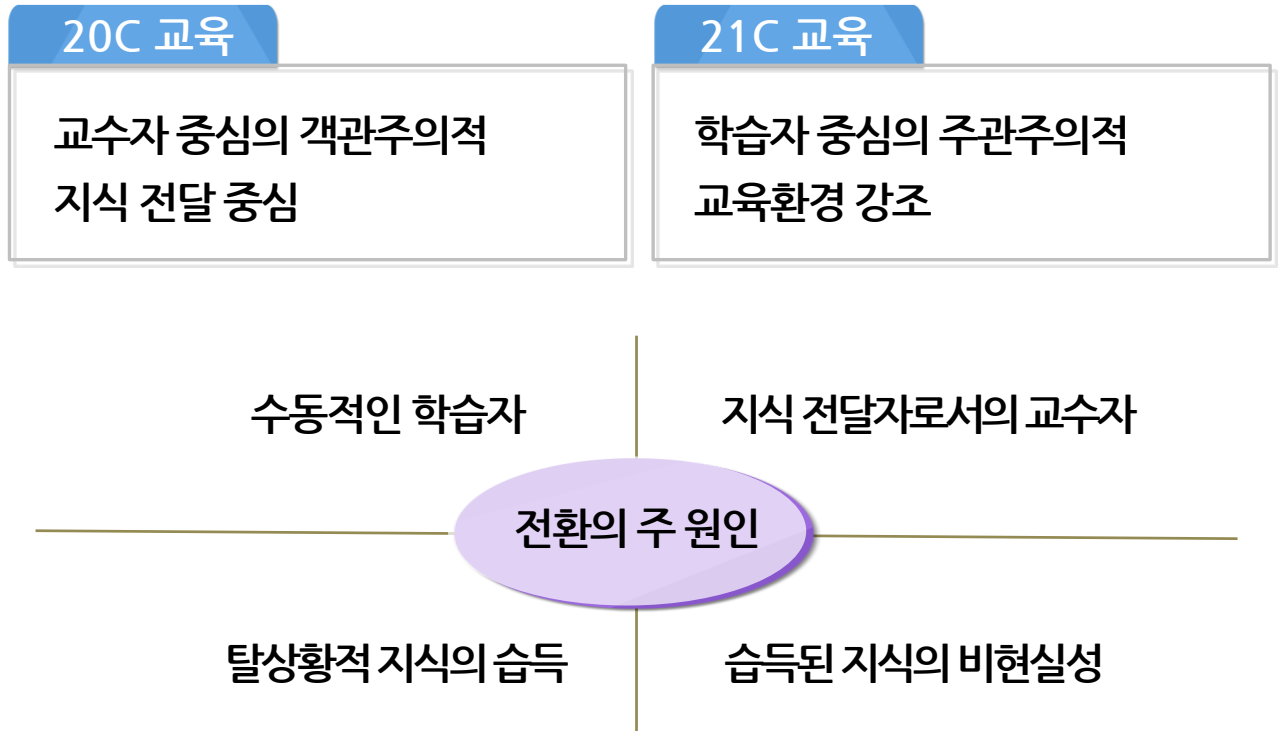 20C 교육
교수자 중심의 객관주의적
지식 전달 중심
21C 교육
학습자 중심의 주관주의적
교육환경 강조
수동적인 학습자
지식 전달자로서의 교수자
전환의 주 원인
탈상황적 지식의 습득
습득된 지식의 비현실성